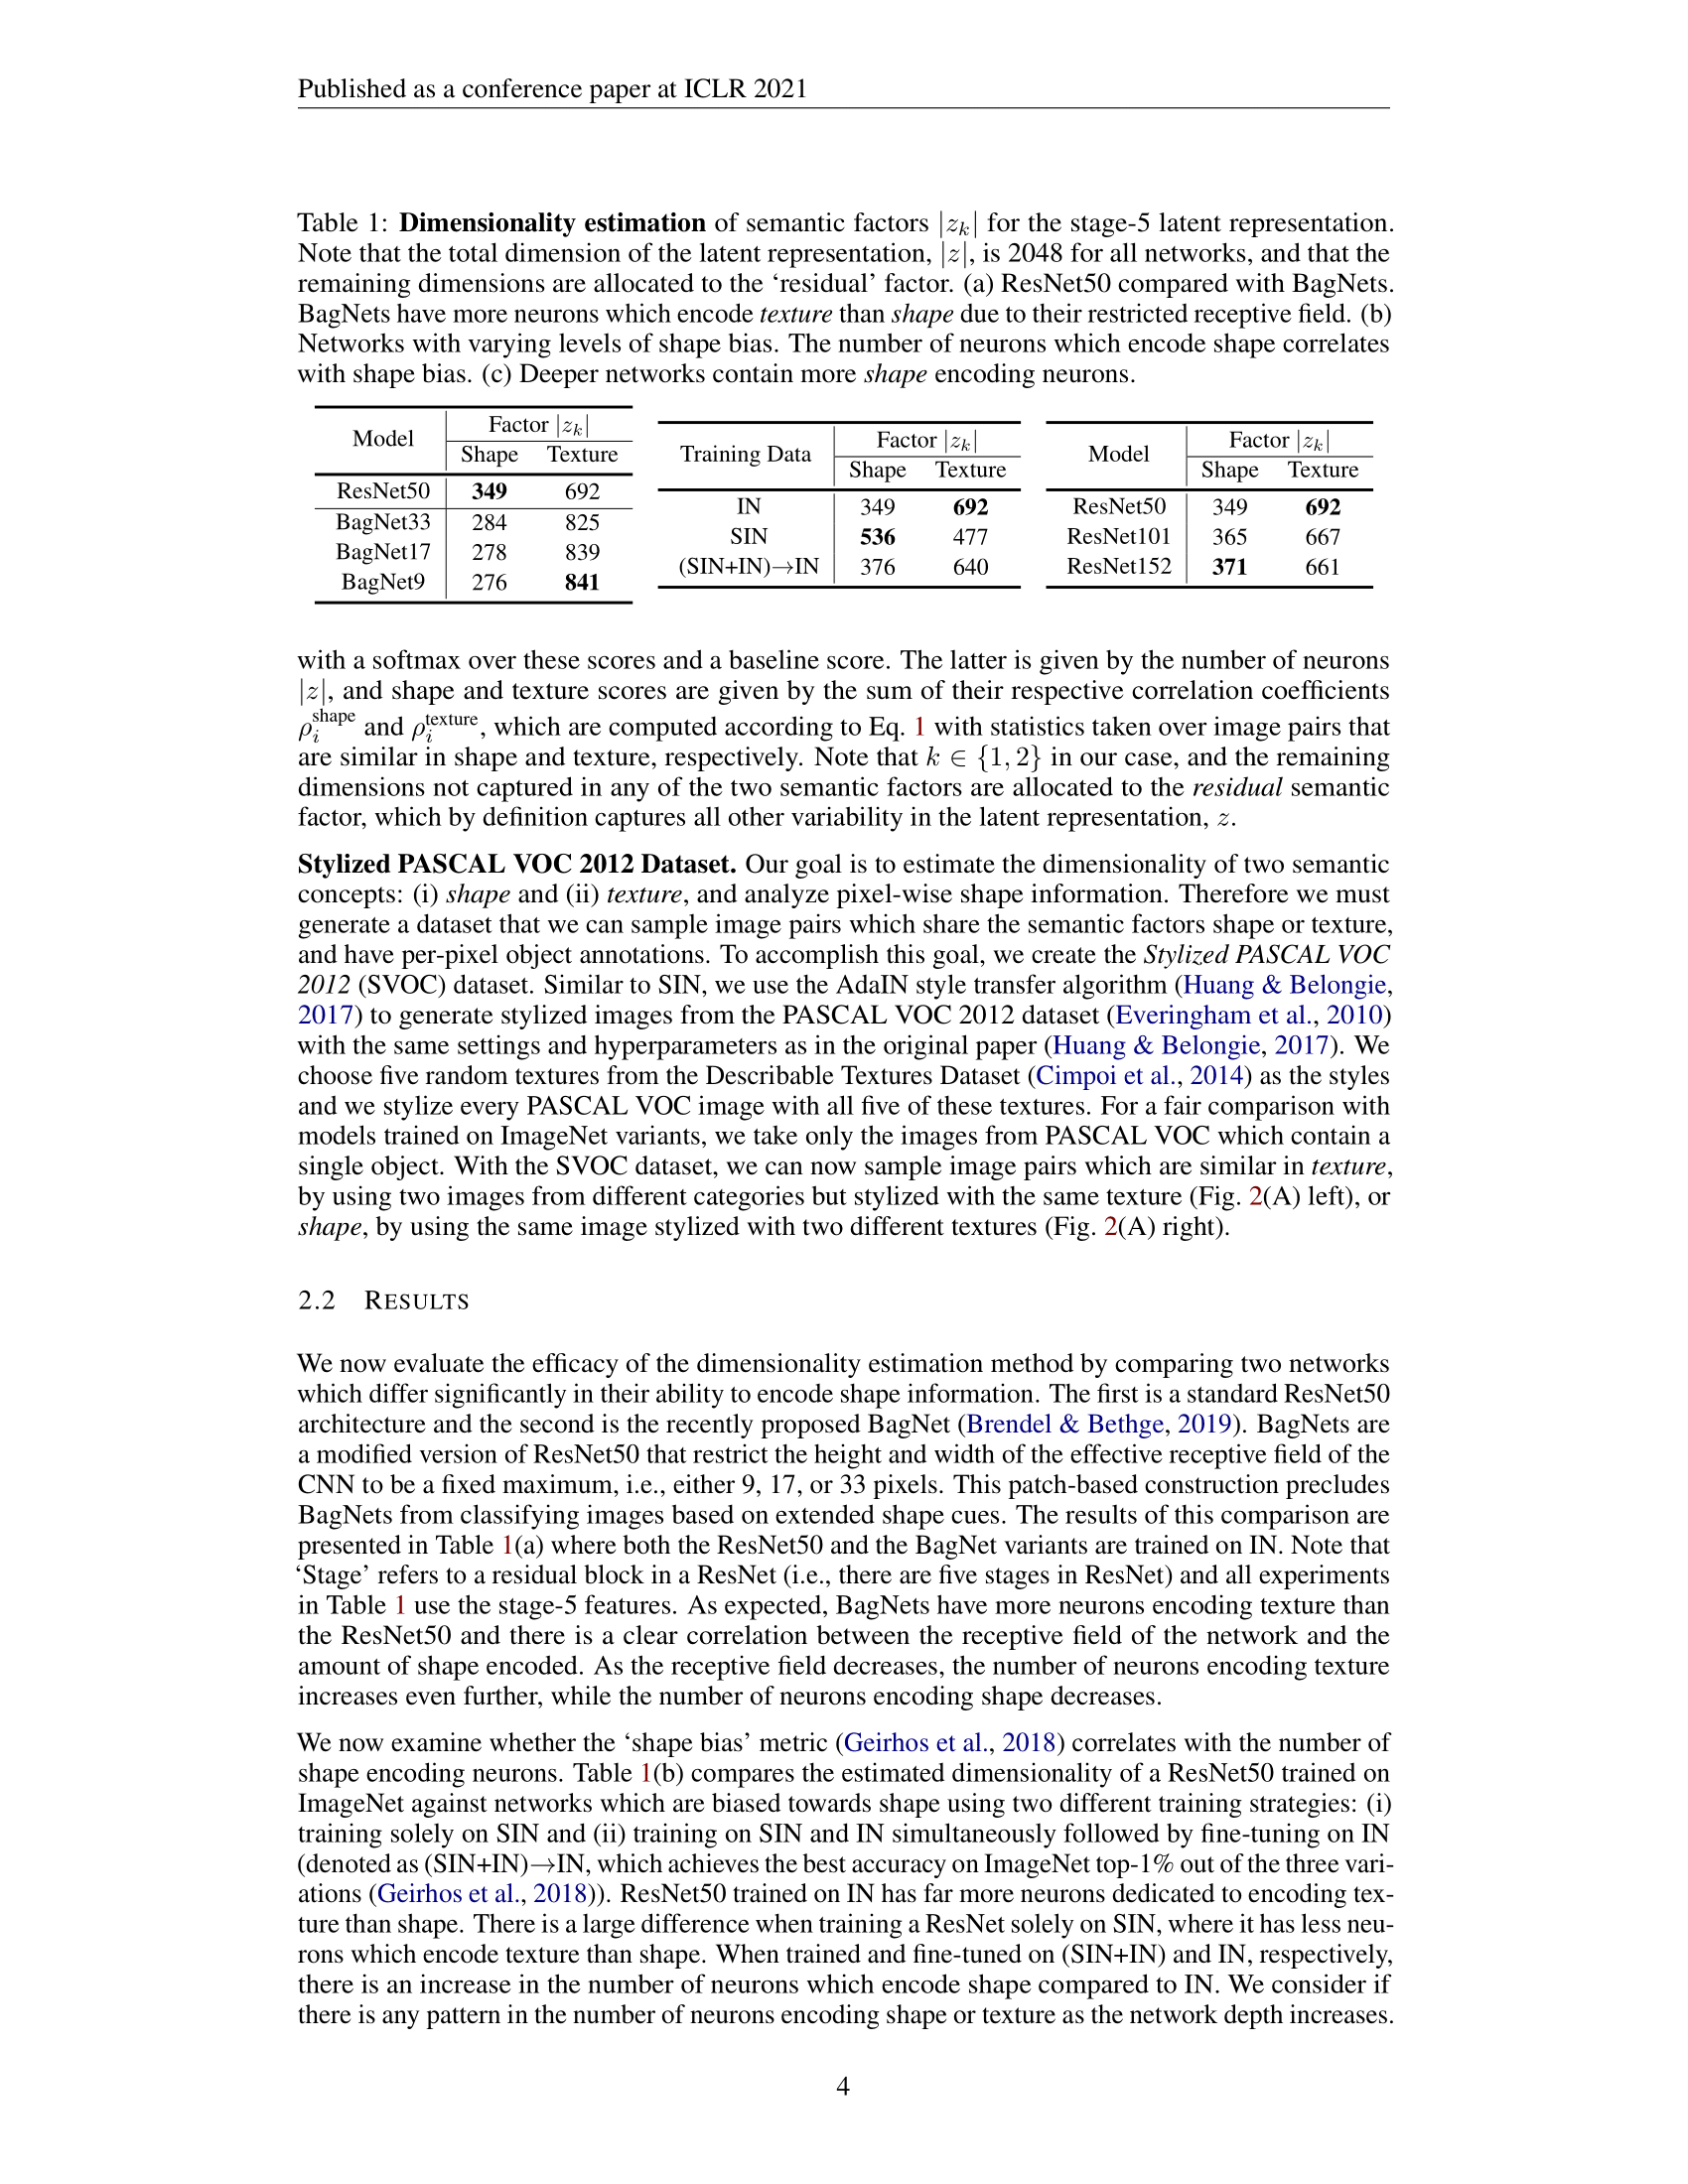 Published as a conference paper at ICLR 2021
Table 1: Dimensionality estimation of semantic factors |z_k| for the stage-5 latent representation.
Note that the total dimension of the latent representation, |z|, is 2048 for all networks, and that the
remaining dimensions are allocated to the ‘residual’ factor. (a) ResNet50 compared with BagNets.
BagNets have more neurons which encode texture than shape due to their restricted receptive field. (b)
Networks with varying levels of shape bias. The number of neurons which encode shape correlates
with shape bias. (c) Deeper networks contain more shape encoding neurons.
Model Factor |z_k|
Shape Texture
ResNet50 349 692
BagNet33 284 825
BagNet17 278 839
BagNet9 276 841
Training Data Factor |z_k|
Shape Texture
IN 349 692
SIN 536 477
(SIN+IN)→IN 376 640
Model Factor |z_k|
Shape Texture
ResNet50 349 692
ResNet101 365 667
ResNet152 371 661
with a softmax over these scores and a baseline score. The latter is given by the number of neurons
|z|, and shape and texture scores are given by the sum of their respective correlation coefficients
ρ_i^shape and ρ_i^texture, which are computed according to Eq. 1 with statistics taken over image pairs that
are similar in shape and texture, respectively. Note that k ∈ {1, 2} in our case, and the remaining
dimensions not captured in any of the two semantic factors are allocated to the residual semantic
factor, which by definition captures all other variability in the latent representation, z.
Stylized PASCAL VOC 2012 Dataset. Our goal is to estimate the dimensionality of two semantic
concepts: (i) shape and (ii) texture, and analyze pixel-wise shape information. Therefore we must
generate a dataset that we can sample image pairs which share the semantic factors shape or texture,
and have per-pixel object annotations. To accomplish this goal, we create the Stylized PASCAL VOC
2012 (SVOC) dataset. Similar to SIN, we use the AdaIN style transfer algorithm (Huang & Belongie,
2017) to generate stylized images from the PASCAL VOC 2012 dataset (Everingham et al., 2010)
with the same settings and hyperparameters as in the original paper (Huang & Belongie, 2017). We
choose five random textures from the Describable Textures Dataset (Cimpoi et al., 2014) as the styles
and we stylize every PASCAL VOC image with all five of these textures. For a fair comparison with
models trained on ImageNet variants, we take only the images from PASCAL VOC which contain a
single object. With the SVOC dataset, we can now sample image pairs which are similar in texture,
by using two images from different categories but stylized with the same texture (Fig. 2(A) left), or
shape, by using the same image stylized with two different textures (Fig. 2(A) right).
2.2 RESULTS
We now evaluate the efficacy of the dimensionality estimation method by comparing two networks
which differ significantly in their ability to encode shape information. The first is a standard ResNet50
architecture and the second is the recently proposed BagNet (Brendel & Bethge, 2019). BagNets are
a modified version of ResNet50 that restrict the height and width of the effective receptive field of the
CNN to be a fixed maximum, i.e., either 9, 17, or 33 pixels. This patch-based construction precludes
BagNets from classifying images based on extended shape cues. The results of this comparison are
presented in Table 1(a) where both the ResNet50 and the BagNet variants are trained on IN. Note that
‘Stage’ refers to a residual block in a ResNet (i.e., there are five stages in ResNet) and all experiments
in Table 1 use the stage-5 features. As expected, BagNets have more neurons encoding texture than
the ResNet50 and there is a clear correlation between the receptive field of the network and the
amount of shape encoded. As the receptive field decreases, the number of neurons encoding texture
increases even further, while the number of neurons encoding shape decreases.
We now examine whether the ‘shape bias’ metric (Geirhos et al., 2018) correlates with the number of
shape encoding neurons. Table 1(b) compares the estimated dimensionality of a ResNet50 trained on
ImageNet against networks which are biased towards shape using two different training strategies: (i)
training solely on SIN and (ii) training on SIN and IN simultaneously followed by fine-tuning on IN
(denoted as (SIN+IN)→IN, which achieves the best accuracy on ImageNet top-1% out of the three vari-
ations (Geirhos et al., 2018)). ResNet50 trained on IN has far more neurons dedicated to encoding tex-
ture than shape. There is a large difference when training a ResNet solely on SIN, where it has less neu-
rons which encode texture than shape. When trained and fine-tuned on (SIN+IN) and IN, respectively,
there is an increase in the number of neurons which encode shape compared to IN. We consider if
there is any pattern in the number of neurons encoding shape or texture as the network depth increases.
4